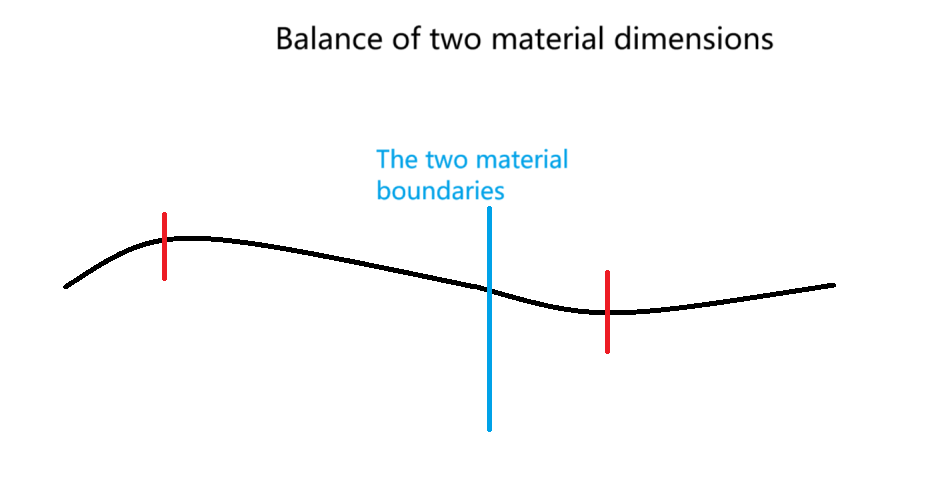 Balance of two material dimensions
The two material
boundaries